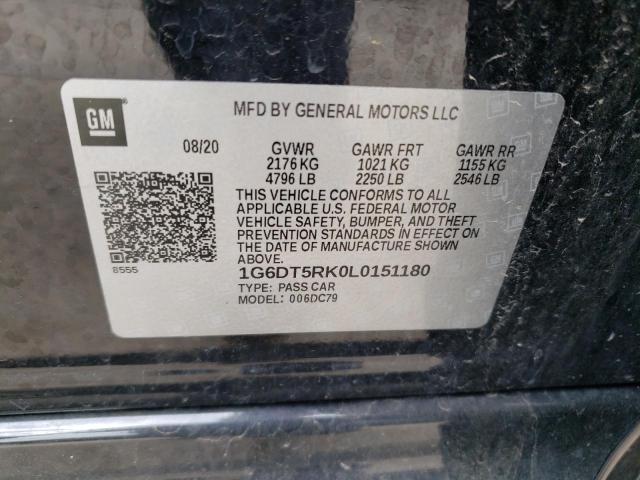 GM
MFD BY GENERAL MOTORS LLC
08/20 GVWR GAWR FRT GAWR RR
2176 KG 1021 KG 1155 KG
4796 LB 2250 LB 2546 LB
THIS VEHICLE CONFORMS TO ALL
APPLICABLE U.S. FEDERAL MOTOR
VEHICLE SAFETY, BUMPER, AND THEFT
PREVENTION STANDARDS IN EFFECT ON
THE DATE OF MANUFACTURE SHOWN
ABOVE.
8555
1G6DT5RK0L0151180
TYPE: PASS CAR
MODEL: 006DC79